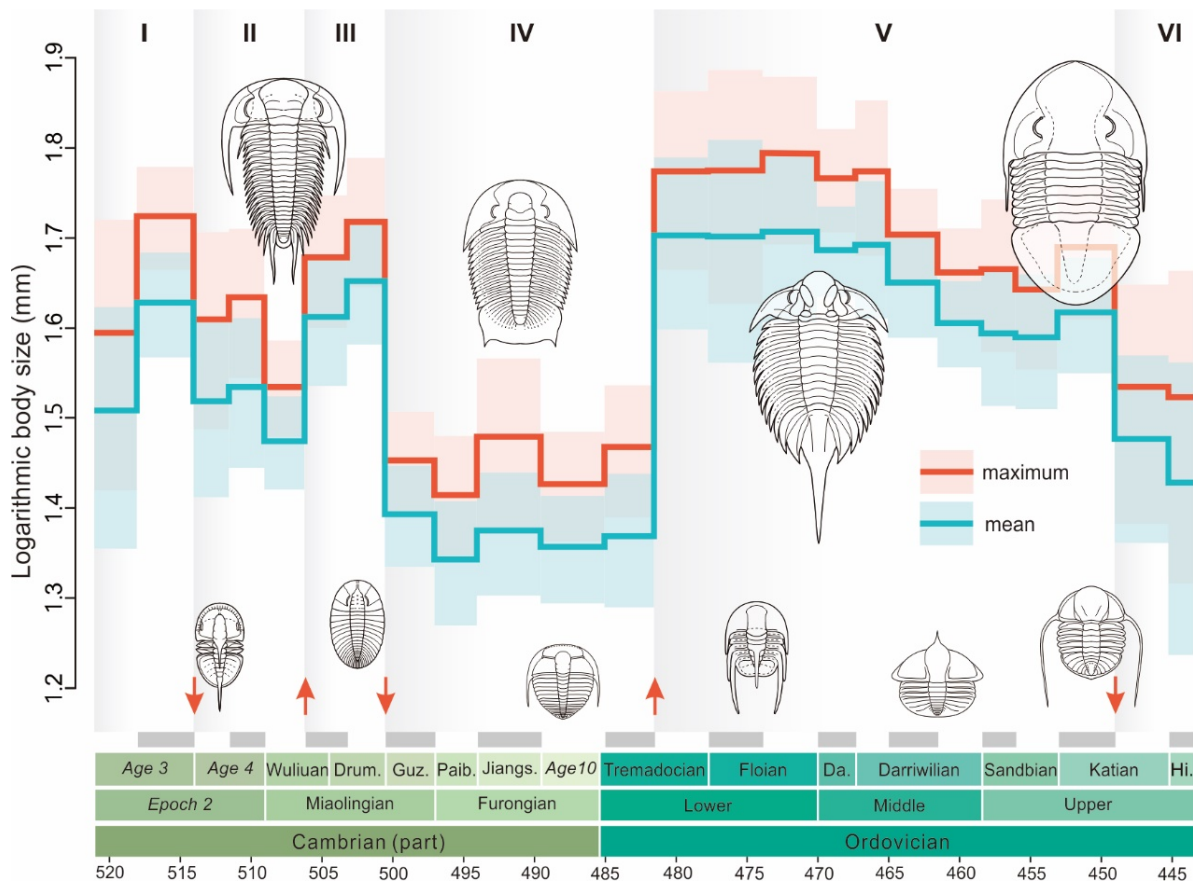 I II III IV V VI
Logarithmic body size (mm)
1.9
1.8
1.7
1.6
1.5
1.4
1.3
1.2
maximum
mean
Age 3 Age 4 Wuliuan Drum. Guz. Paib. Jiangs. Age10 Tremadocian Floian Da. Darriwilian Sandbian Katian Hi.
Epoch 2 Miaolingian Furongian Lower Middle Upper
Cambrian (part) Ordovician
520 515 510 505 500 495 490 485 480 475 470 465 460 455 450 445